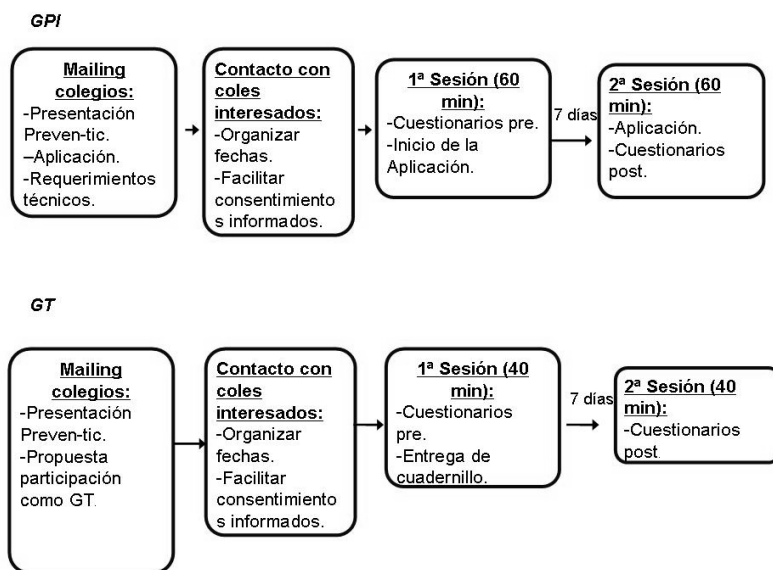 GPI
Mailing
colegios:
-Presentación
Preven-tic.
–Aplicación.
-Requerimientos
técnicos.
Contacto con
coles
interesados:
-Organizar
fechas.
-Facilitar
consentimiento
s informados.
1ª Sesión (60
min):
-Cuestionarios pre.
-Inicio de la
Aplicación.
7 días
2ª Sesión (60
min):
-Aplicación.
-Cuestionarios
post.
GT
Mailing
colegios:
-Presentación
Preven-tic.
-Propuesta
participación
como GT.
Contacto con
coles
interesados:
-Organizar
fechas.
-Facilitar
consentimiento
s informados.
1ª Sesión (40
min):
-Cuestionarios
pre.
-Entrega de
cuadernillo.
7 días
2ª Sesión (40
min):
-Cuestionarios
post.